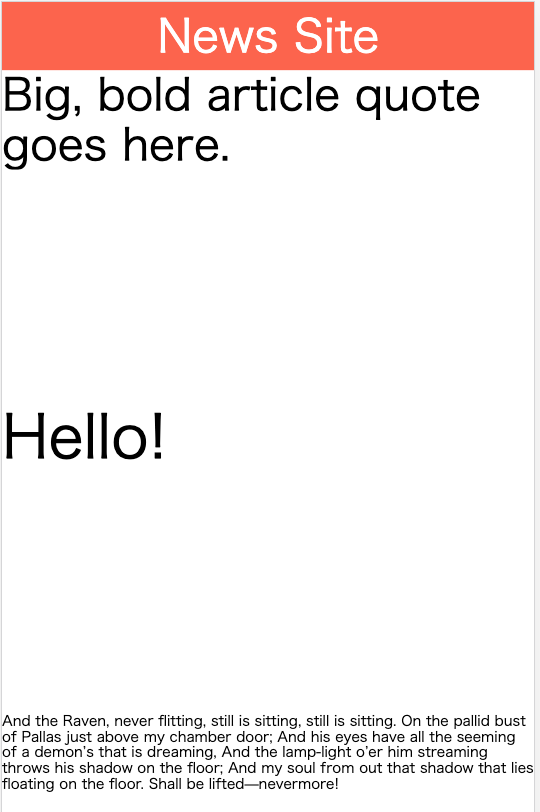 News Site
Big, bold article quote
goes here.
Hello!
And the Raven, never flitting, still is sitting, still is sitting. On the pallid bust
of Pallas just above my chamber door; And his eyes have all the seeming
of a demon's that is dreaming, And the lamp-light o'er him streaming
throws his shadow on the floor; And my soul from out that shadow that lies
floating on the floor. Shall be lifted—nevermore!